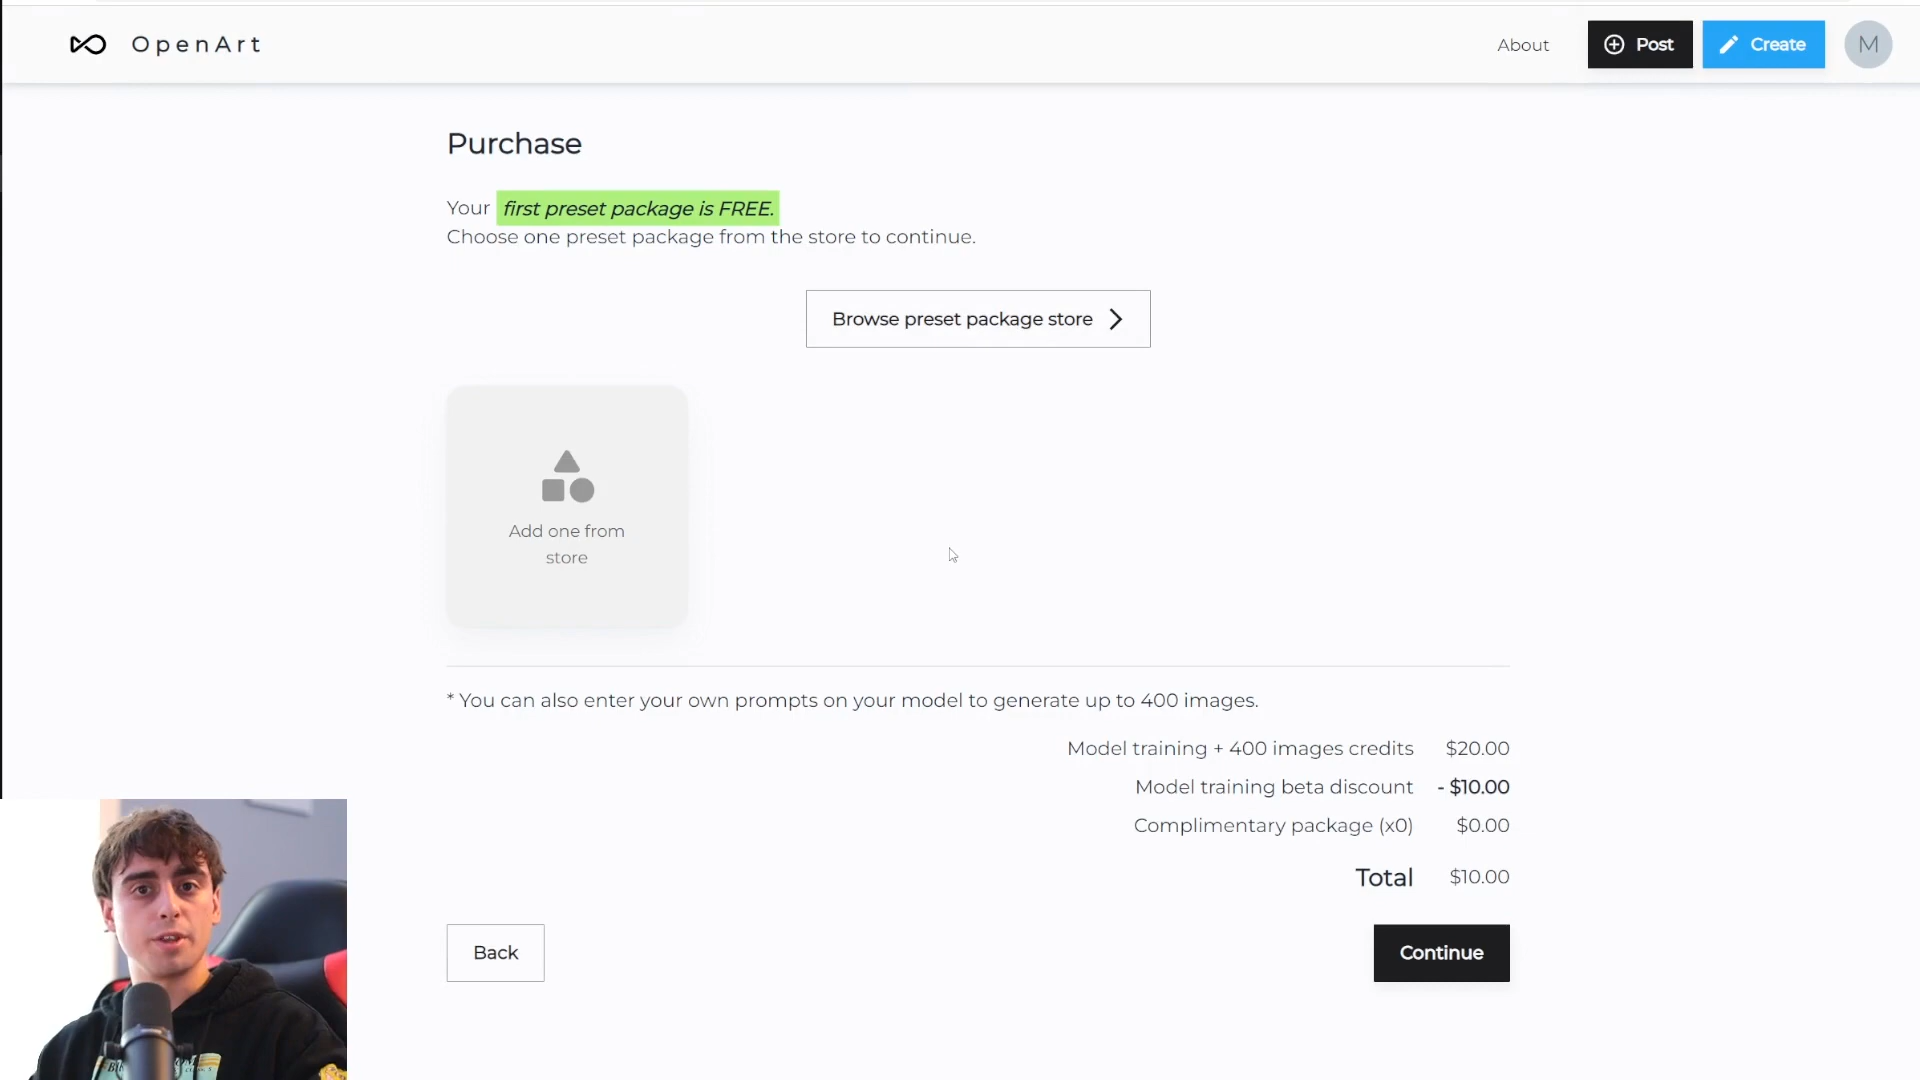 OpenArt
About
Post
Create
M
Purchase
Your first preset package is FREE.
Choose one preset package from the store to continue.
Browse preset package store
Add one from
store
* You can also enter your own prompts on your model to generate up to 400 images.
Model training + 400 images credits $20.00
Model training beta discount - $10.00
Complimentary package (x0) $0.00
Total $10.00
Back
Continue